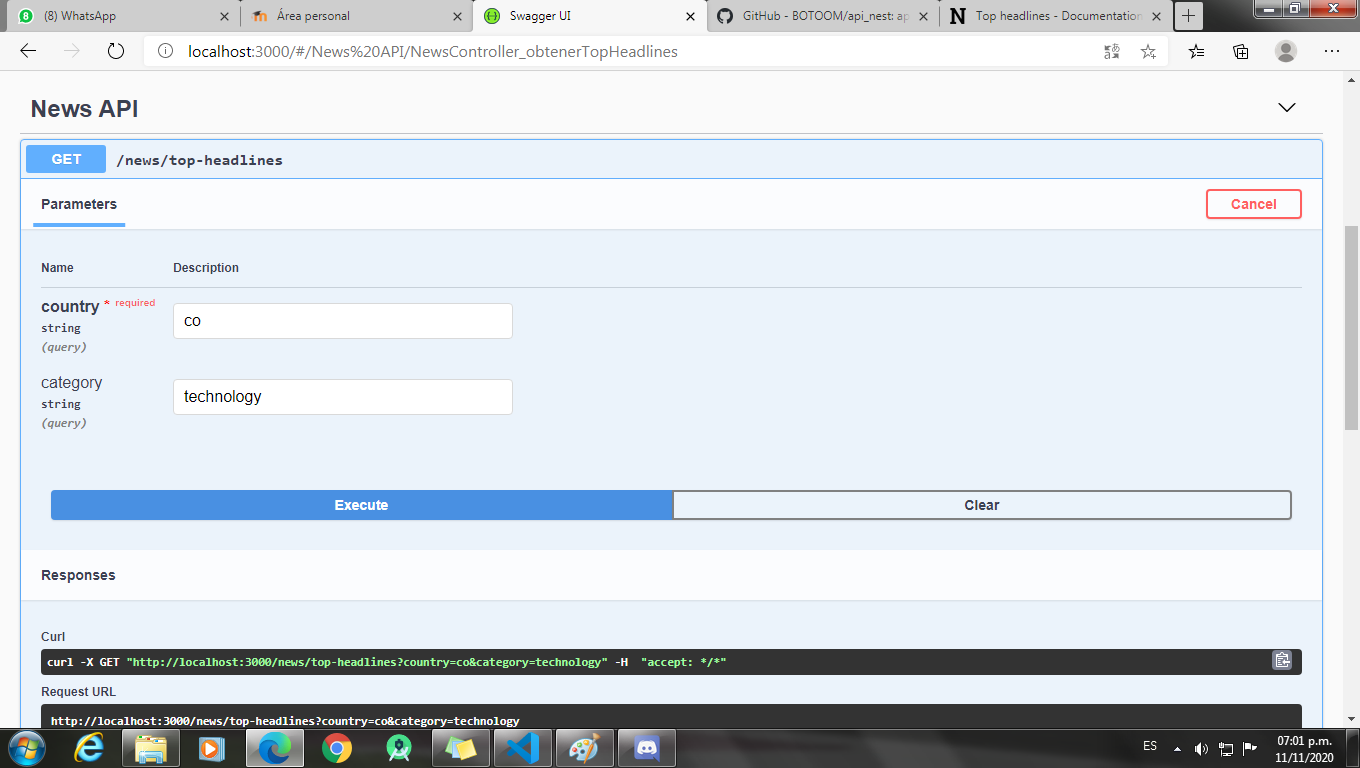 (8) WhatsApp
Área personal
Swagger UI
GitHub - BOTOOM/api_nest: ap
Top headlines - Documentation
localhost:3000/#/News%20API/NewsController_obtenerTopHeadlines
News API
GET /news/top-headlines
Parameters
Cancel
Name Description
country * required
co
string
(query)
category
technology
string
(query)
Execute Clear
Responses
Curl
curl -X GET "http://localhost:3000/news/top-headlines?country=co&category=technology" -H "accept: */*"
Request URL
http://localhost:3000/news/top-headlines?country=co&category=technology
ES
07:01 p.m.
11/11/2020